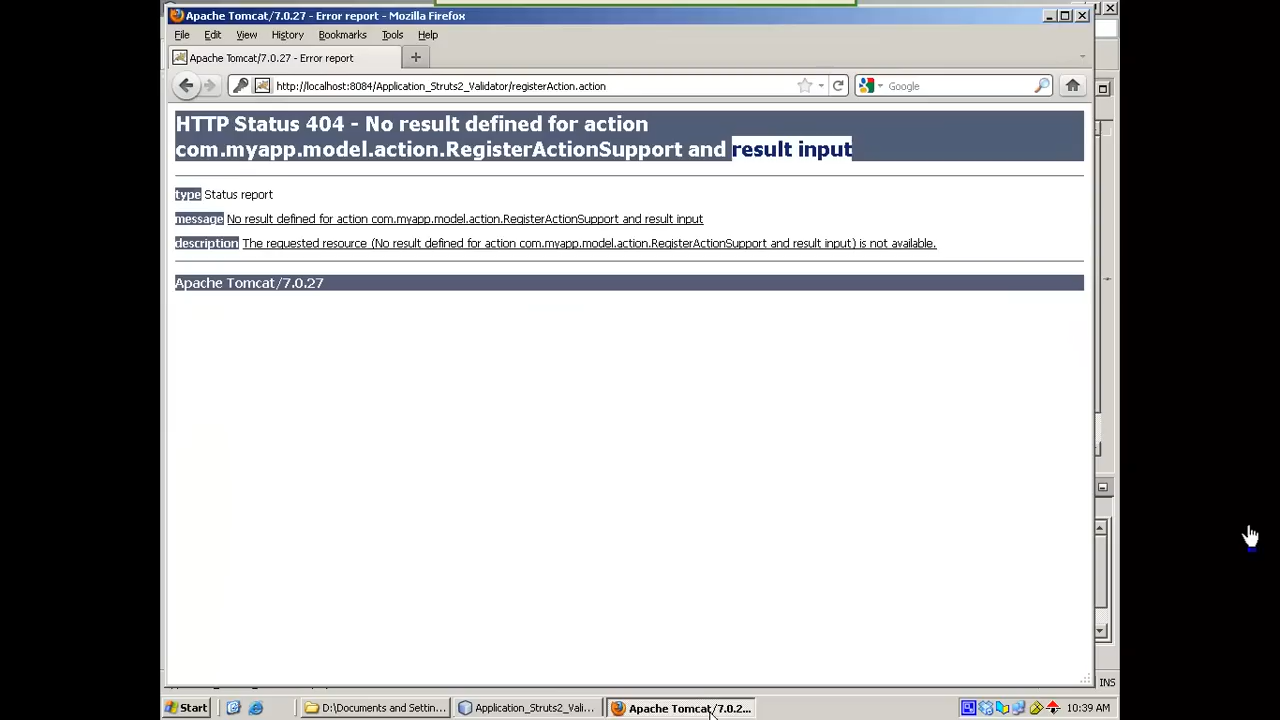 Apache Tomcat/7.0.27 - Error report - Mozilla Firefox
File Edit View History Bookmarks Tools Help
Apache Tomcat/7.0.27 - Error report
http://localhost:8084/Application_Struts2_Validator/registerAction.action
Google
HTTP Status 404 - No result defined for action
com.myapp.model.action.RegisterActionSupport and result input
type Status report
message No result defined for action com.myapp.model.action.RegisterActionSupport and result input
description The requested resource (No result defined for action com.myapp.model.action.RegisterActionSupport and result input) is not available.
Apache Tomcat/7.0.27
INS
Start
D:\Documents and Settin...
Application_Struts2_Vali...
Apache Tomcat/7.0.2...
10:39 AM